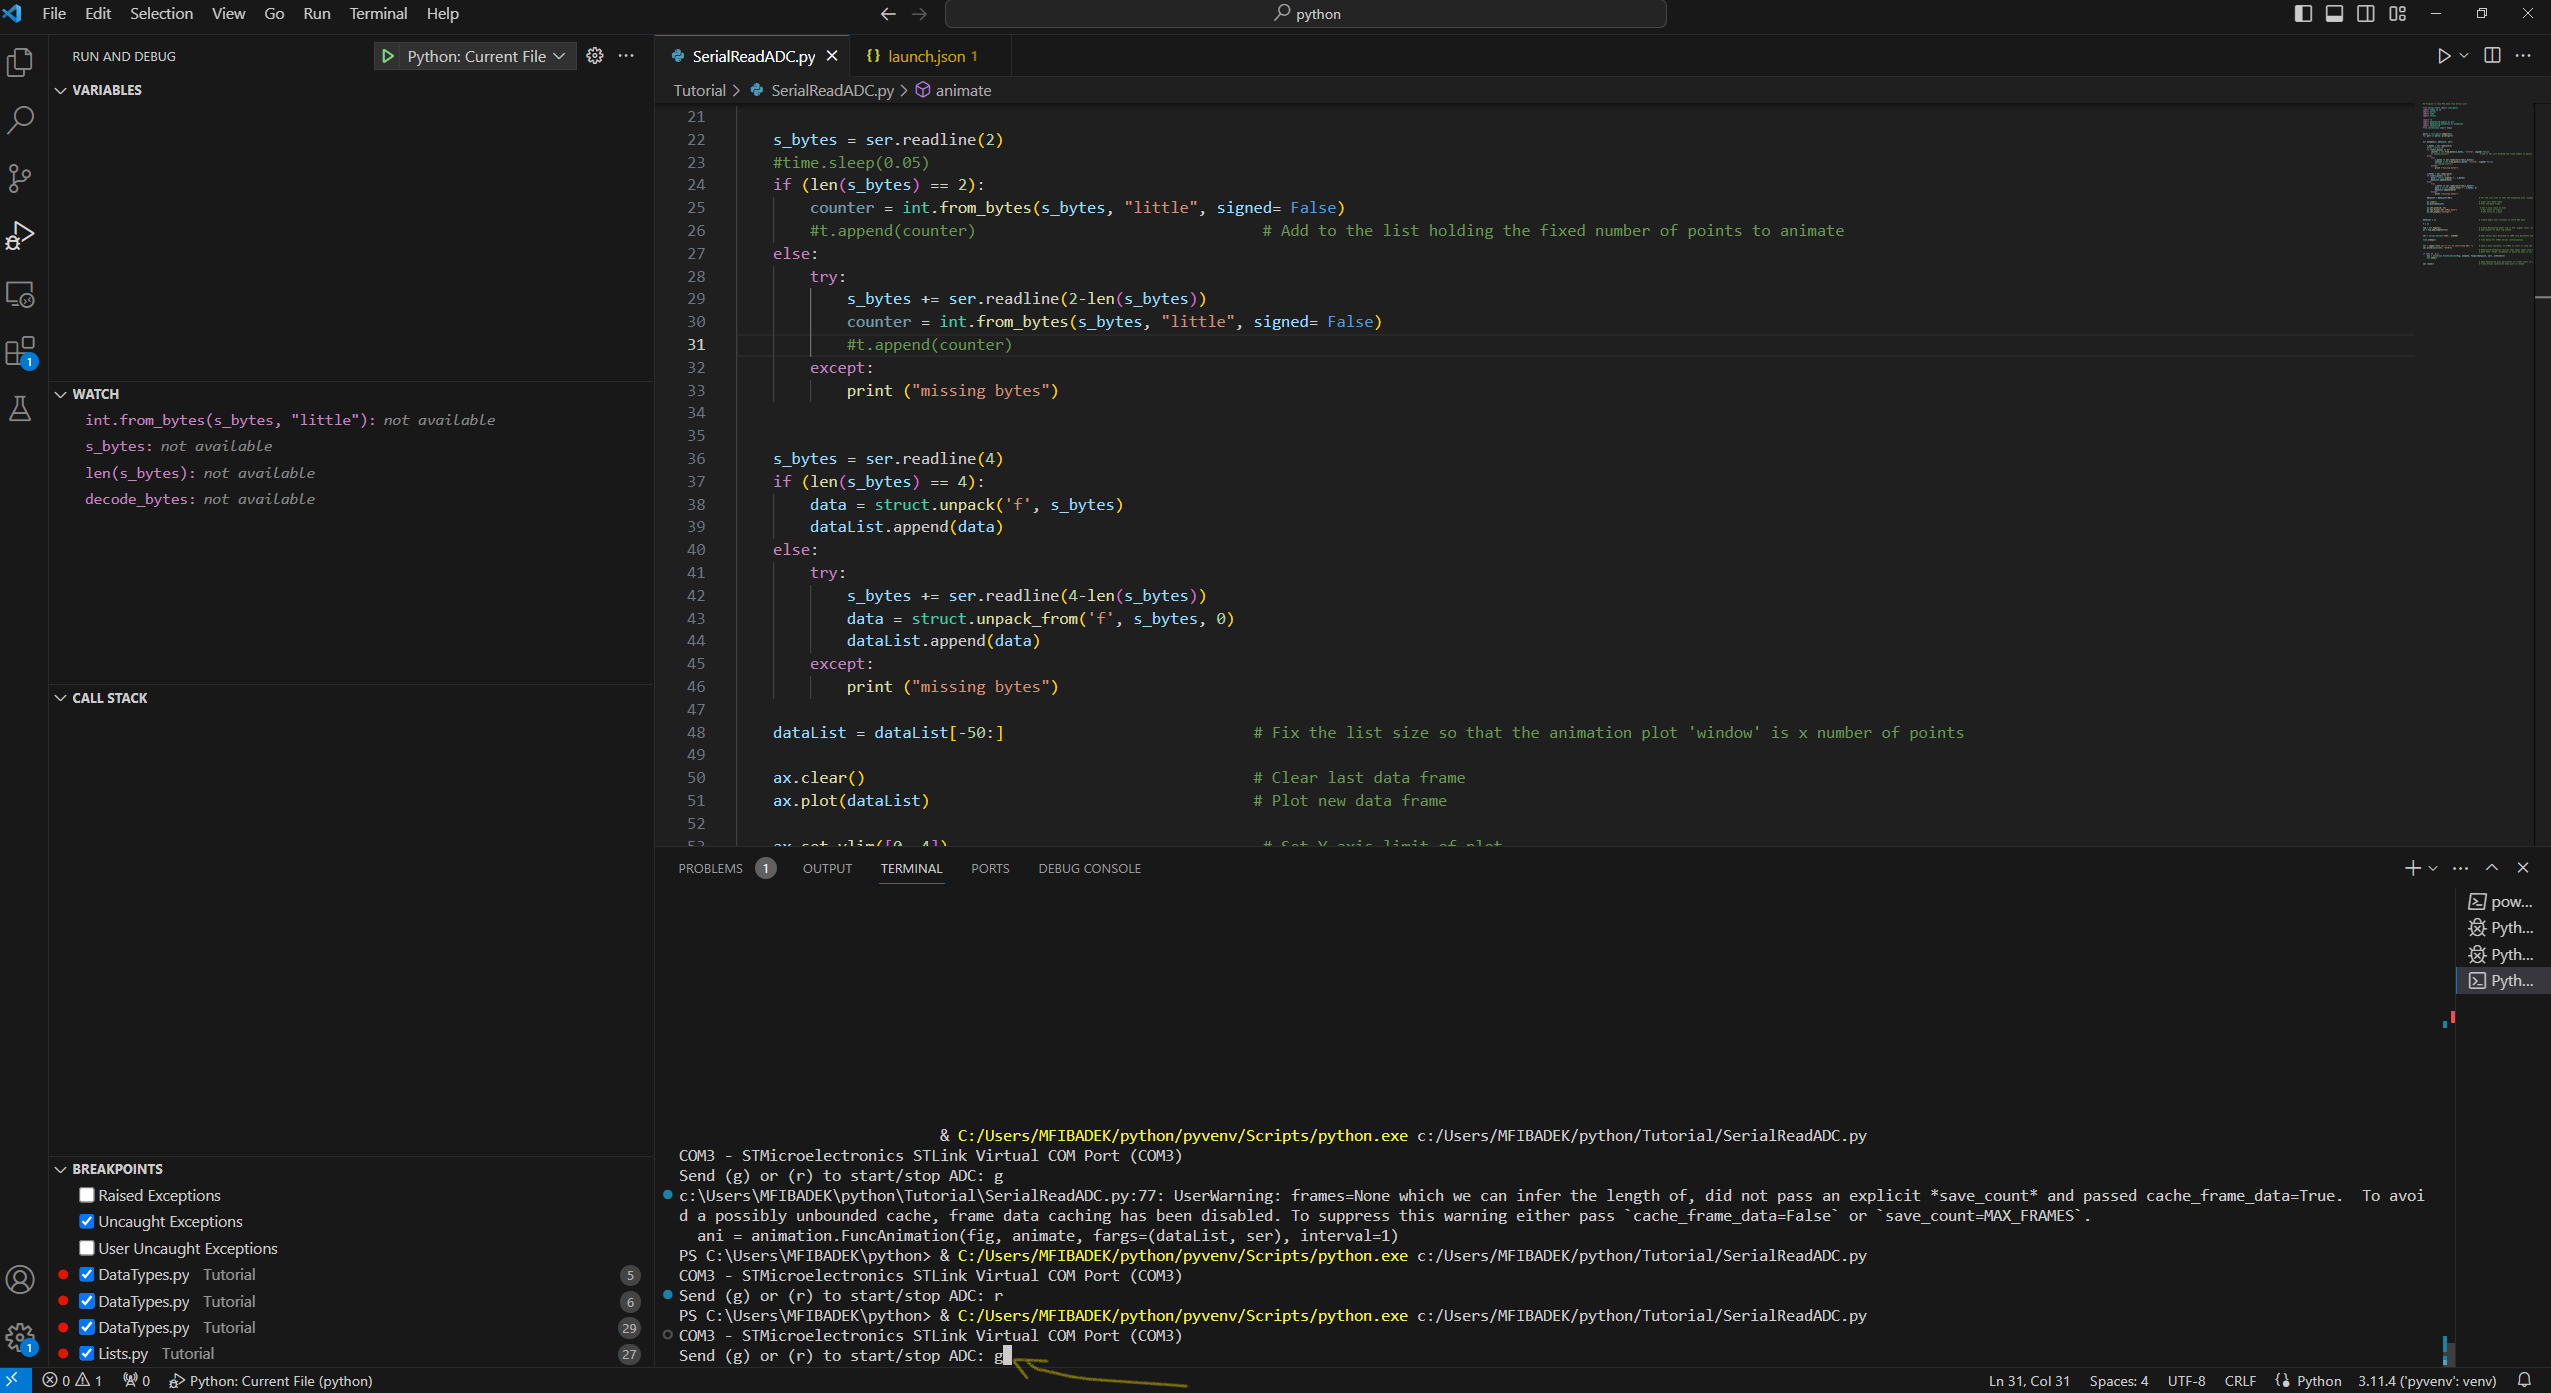 File Edit Selection View Go Run Terminal Help
python
RUN AND DEBUG
Python: Current File
VARIABLES
WATCH
int.from_bytes(s_bytes, "little"): not available
s_bytes: not available
len(s_bytes): not available
decode_bytes: not available
CALL STACK
BREAKPOINTS
Raised Exceptions
Uncaught Exceptions
User Uncaught Exceptions
DataTypes.py Tutorial 5
DataTypes.py Tutorial 6
DataTypes.py Tutorial 29
Lists.py Tutorial 27
SerialReadADC.py
{} launch.json 1
Tutorial > SerialReadADC.py > animate
21
22 s_bytes = ser.readline(2)
23 #time.sleep(0.05)
24 if (len(s_bytes) == 2):
25 counter = int.from_bytes(s_bytes, "little", signed= False)
26 #t.append(counter) # Add to the list holding the fixed number of points to animate
27 else:
28 try:
29 s_bytes += ser.readline(2-len(s_bytes))
30 counter = int.from_bytes(s_bytes, "little", signed= False)
31 #t.append(counter)
32 except:
33 print ("missing bytes")
34
35
36 s_bytes = ser.readline(4)
37 if (len(s_bytes) == 4):
38 data = struct.unpack('f', s_bytes)
39 dataList.append(data)
40 else:
41 try:
42 s_bytes += ser.readline(4-len(s_bytes))
43 data = struct.unpack_from('f', s_bytes, 0)
44 dataList.append(data)
45 except:
46 print ("missing bytes")
47
48 dataList = dataList[-50:] # Fix the list size so that the animation plot 'window' is x number of points
49
50 ax.clear() # Clear last data frame
51 ax.plot(dataList) # Plot new data frame
52
53 ax.set_ylim([0, 4]) # Set Y axis limit of plot
PROBLEMS 1 OUTPUT TERMINAL PORTS DEBUG CONSOLE
pow...
Pyth...
Pyth...
Pyth...
& C:/Users/MFIBADEK/python/pyvenv/Scripts/python.exe c:/Users/MFIBADEK/python/Tutorial/SerialReadADC.py
COM3 - STMicroelectronics STLink Virtual COM Port (COM3)
Send (g) or (r) to start/stop ADC: g
c:\Users\MFIBADEK\python\Tutorial\SerialReadADC.py:77: UserWarning: frames=None which we can infer the length of, did not pass an explicit *save_count* and passed cache_frame_data=True.  To avoi
d a possibly unbounded cache, frame data caching has been disabled. To suppress this warning either pass `cache_frame_data=False` or `save_count=MAX_FRAMES`.
ani = animation.FuncAnimation(fig, animate, fargs=(dataList, ser), interval=1)
PS C:\Users\MFIBADEK\python> & C:/Users/MFIBADEK/python/pyvenv/Scripts/python.exe c:/Users/MFIBADEK/python/Tutorial/SerialReadADC.py
COM3 - STMicroelectronics STLink Virtual COM Port (COM3)
Send (g) or (r) to start/stop ADC: r
PS C:\Users\MFIBADEK\python> & C:/Users/MFIBADEK/python/pyvenv/Scripts/python.exe c:/Users/MFIBADEK/python/Tutorial/SerialReadADC.py
COM3 - STMicroelectronics STLink Virtual COM Port (COM3)
Send (g) or (r) to start/stop ADC: g
0 1 0 Python: Current File (python)
Ln 31, Col 31 Spaces: 4 UTF-8 CRLF Python 3.11.4 ('pyvenv': venv)